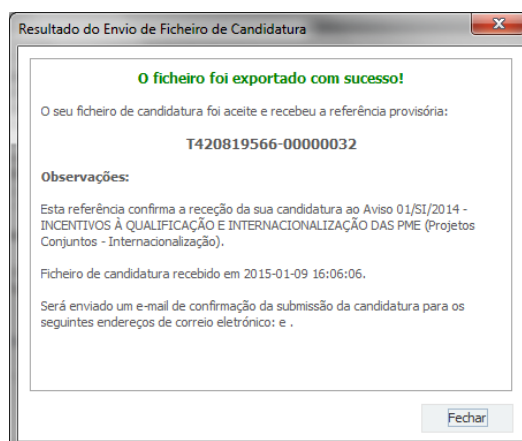 Resultado do Envio de Ficheiro de Candidatura
O ficheiro foi exportado com sucesso!
O seu ficheiro de candidatura foi aceite e recebeu a referência provisória:
T420819566-00000032
Observações:
Esta referência confirma a receção da sua candidatura ao Aviso 01/SI/2014 -
INCENTIVOS À QUALIFICAÇÃO E INTERNACIONALIZAÇÃO DAS PME (Projetos
Conjuntos - Internacionalização).
Ficheiro de candidatura recebido em 2015-01-09 16:06:06.
Será enviado um e-mail de confirmação da submissão da candidatura para os
seguintes endereços de correio eletrónico: e .
Fechar